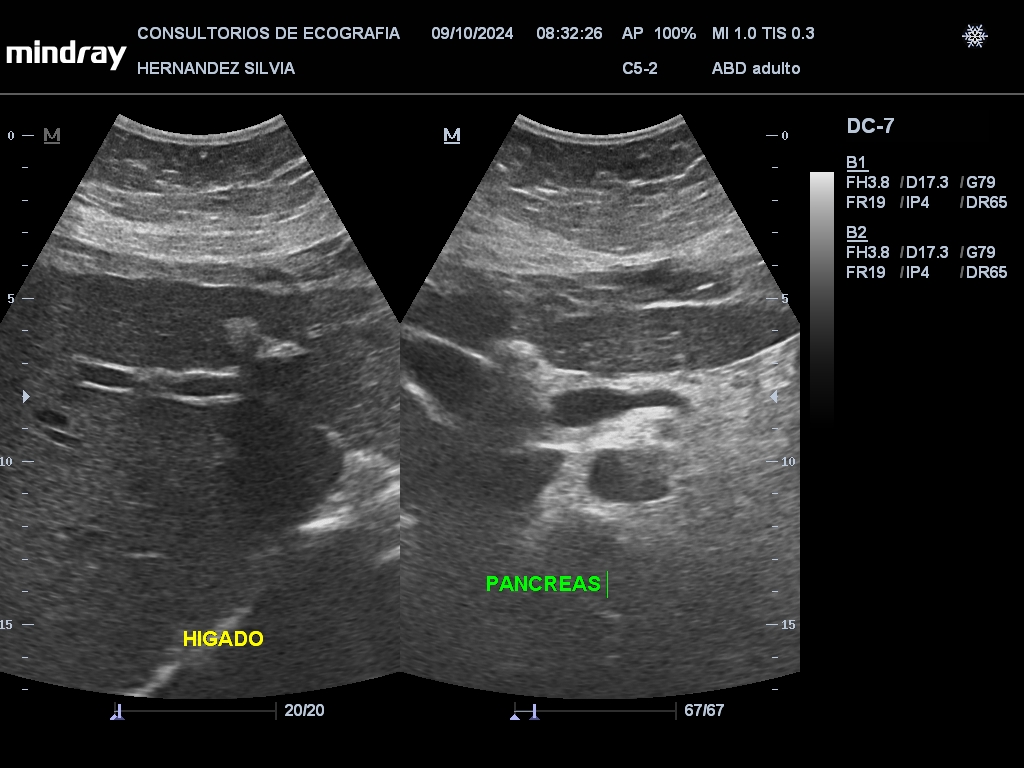 mindray
CONSULTORIOS DE ECOGRAFIA 09/10/2024 08:32:26 AP 100% MI 1.0 TIS 0.3
HERNANDEZ SILVIA C5-2 ABD adulto
DC-7
B1
FH3.8 /D17.3 /G79
FR19 /IP4 /DR65
B2
FH3.8 /D17.3 /G79
FR19 /IP4 /DR65
M
M
0
0
5
5
10
10
15
15
PANCREAS
HIGADO
20/20
67/67